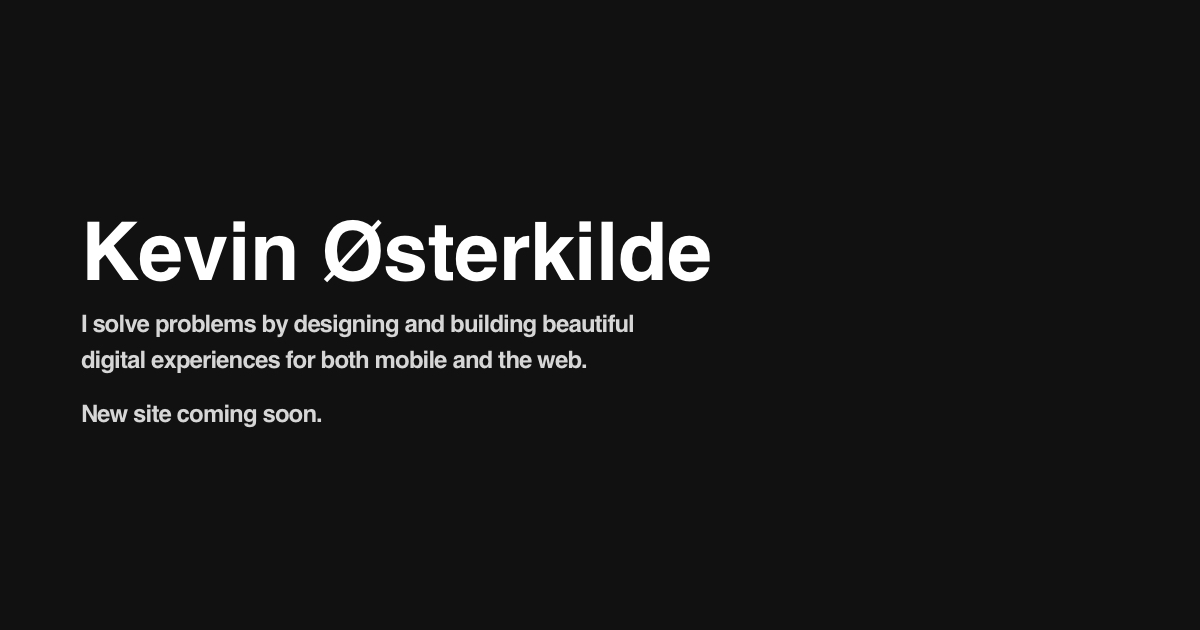 Kevin Østerkilde
I solve problems by designing and building beautiful
digital experiences for both mobile and the web.
New site coming soon.